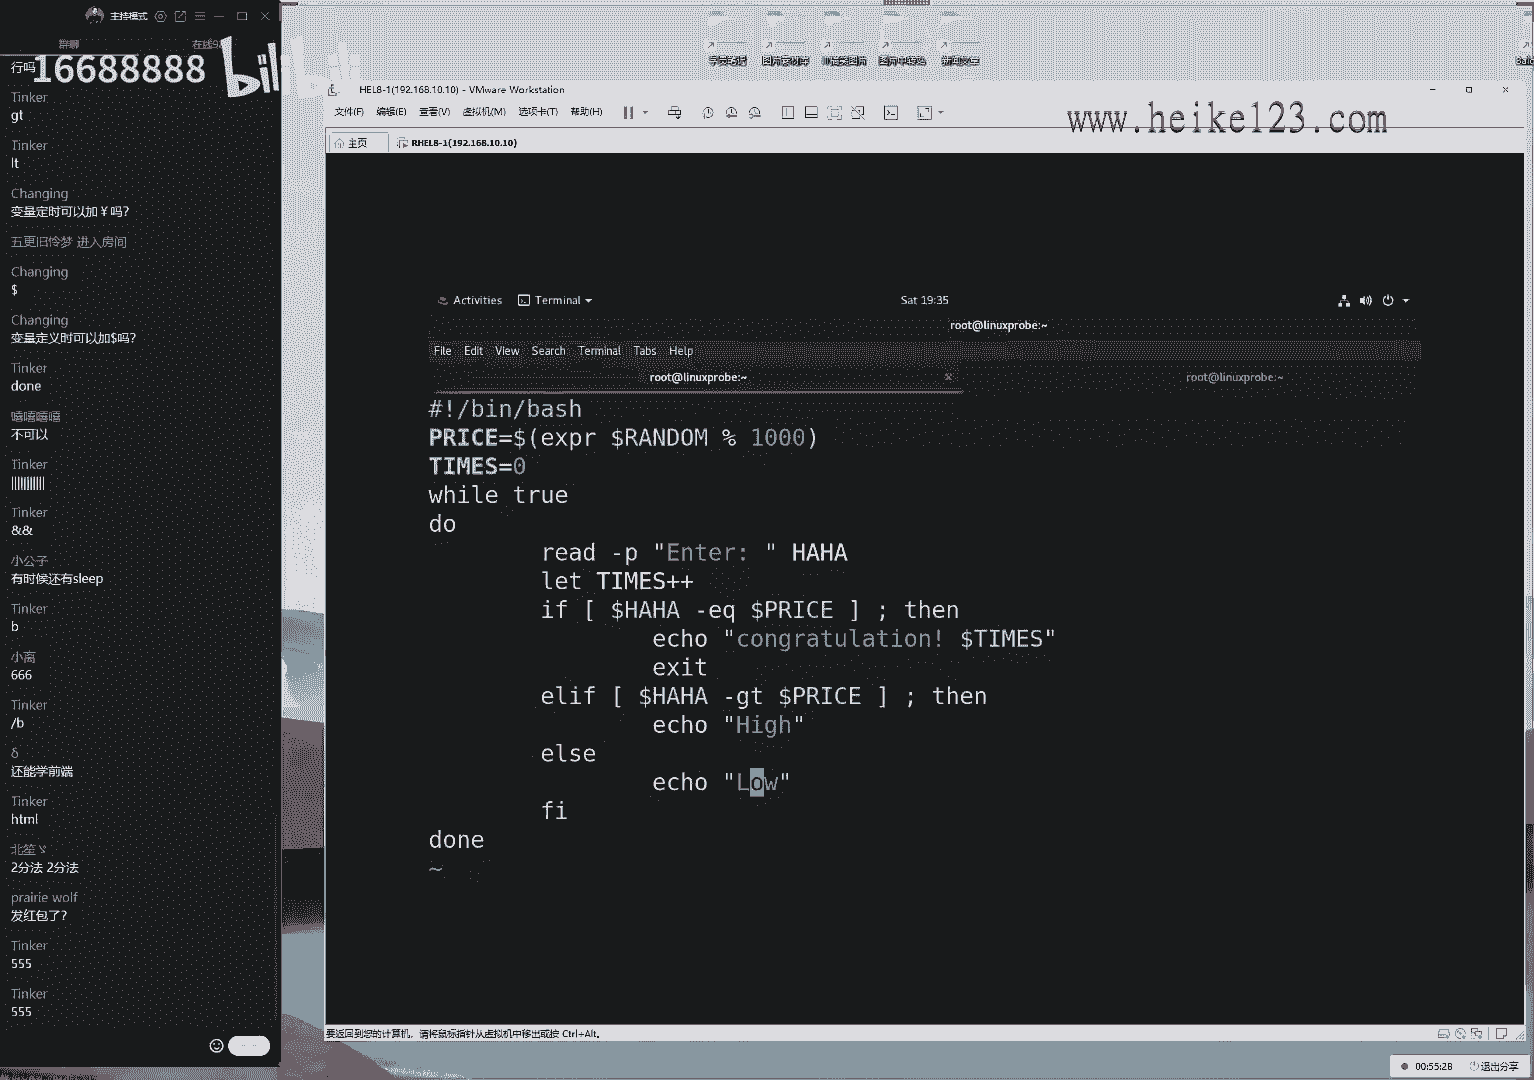 主持模式
群聊
行吗
16688888
Tinker
gt
Tinker
lt
Changing
变量定时可以加￥吗?
五更旧怜梦 进入房间
Changing
$
Changing
变量定义时可以加$吗?
Tinker
done
嘻嘻嘻嘻
不可以
Tinker
||||||||||
Tinker
&&
小公子
有时候还有sleep
Tinker
b
小离
666
Tinker
/b
δ
还能学前端
Tinker
html
2分法 2分法
prairie wolf
发红包了?
Tinker
555
Tinker
555
HEL8-1(192.168.10.10) - VMware Workstation
文件(F) 编辑(E) 查看(V) 虚拟机(M) 选项卡(T) 帮助(H)
www.heike123.com
主页 RHEL8-1(192.168.10.10)
Activities Terminal Sat 19:35
root@linuxprobe:~
File Edit View Search Terminal Tabs Help
root@linuxprobe:~ root@linuxprobe:~
#!/bin/bash
PRICE=$(expr $RANDOM % 1000)
TIMES=0
while true
do
read -p "Enter: " HAHA
let TIMES++
if [ $HAHA -eq $PRICE ] ; then
echo "congratulation! $TIMES"
exit
elif [ $HAHA -gt $PRICE ] ; then
echo "High"
else
echo "Low"
fi
done
~
要返回到您的计算机，请将鼠标指针从虚拟机中移出或按 Ctrl+Alt。
00:55:28 退出分享